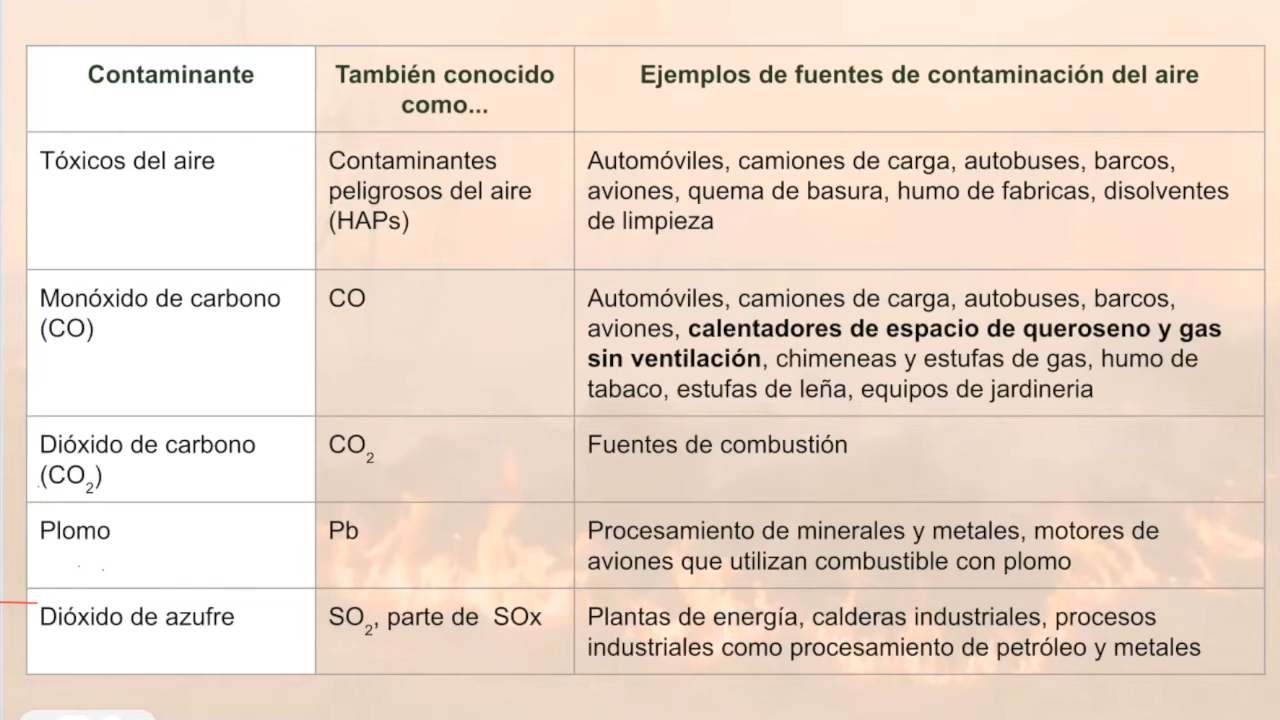 Contaminante
También conocido
como...
Ejemplos de fuentes de contaminación del aire
Tóxicos del aire
Contaminantes
peligrosos del aire
(HAPs)
Automóviles, camiones de carga, autobuses, barcos,
aviones, quema de basura, humo de fabricas, disolventes
de limpieza
Monóxido de carbono
(CO)
CO
Automóviles, camiones de carga, autobuses, barcos,
aviones, calentadores de espacio de queroseno y gas
sin ventilación, chimeneas y estufas de gas, humo de
tabaco, estufas de leña, equipos de jardineria
Dióxido de carbono
(CO₂)
CO₂
Fuentes de combustión
Plomo
Pb
Procesamiento de minerales y metales, motores de
aviones que utilizan combustible con plomo
Dióxido de azufre
SO₂, parte de SOx
Plantas de energía, calderas industriales, procesos
industriales como procesamiento de petróleo y metales